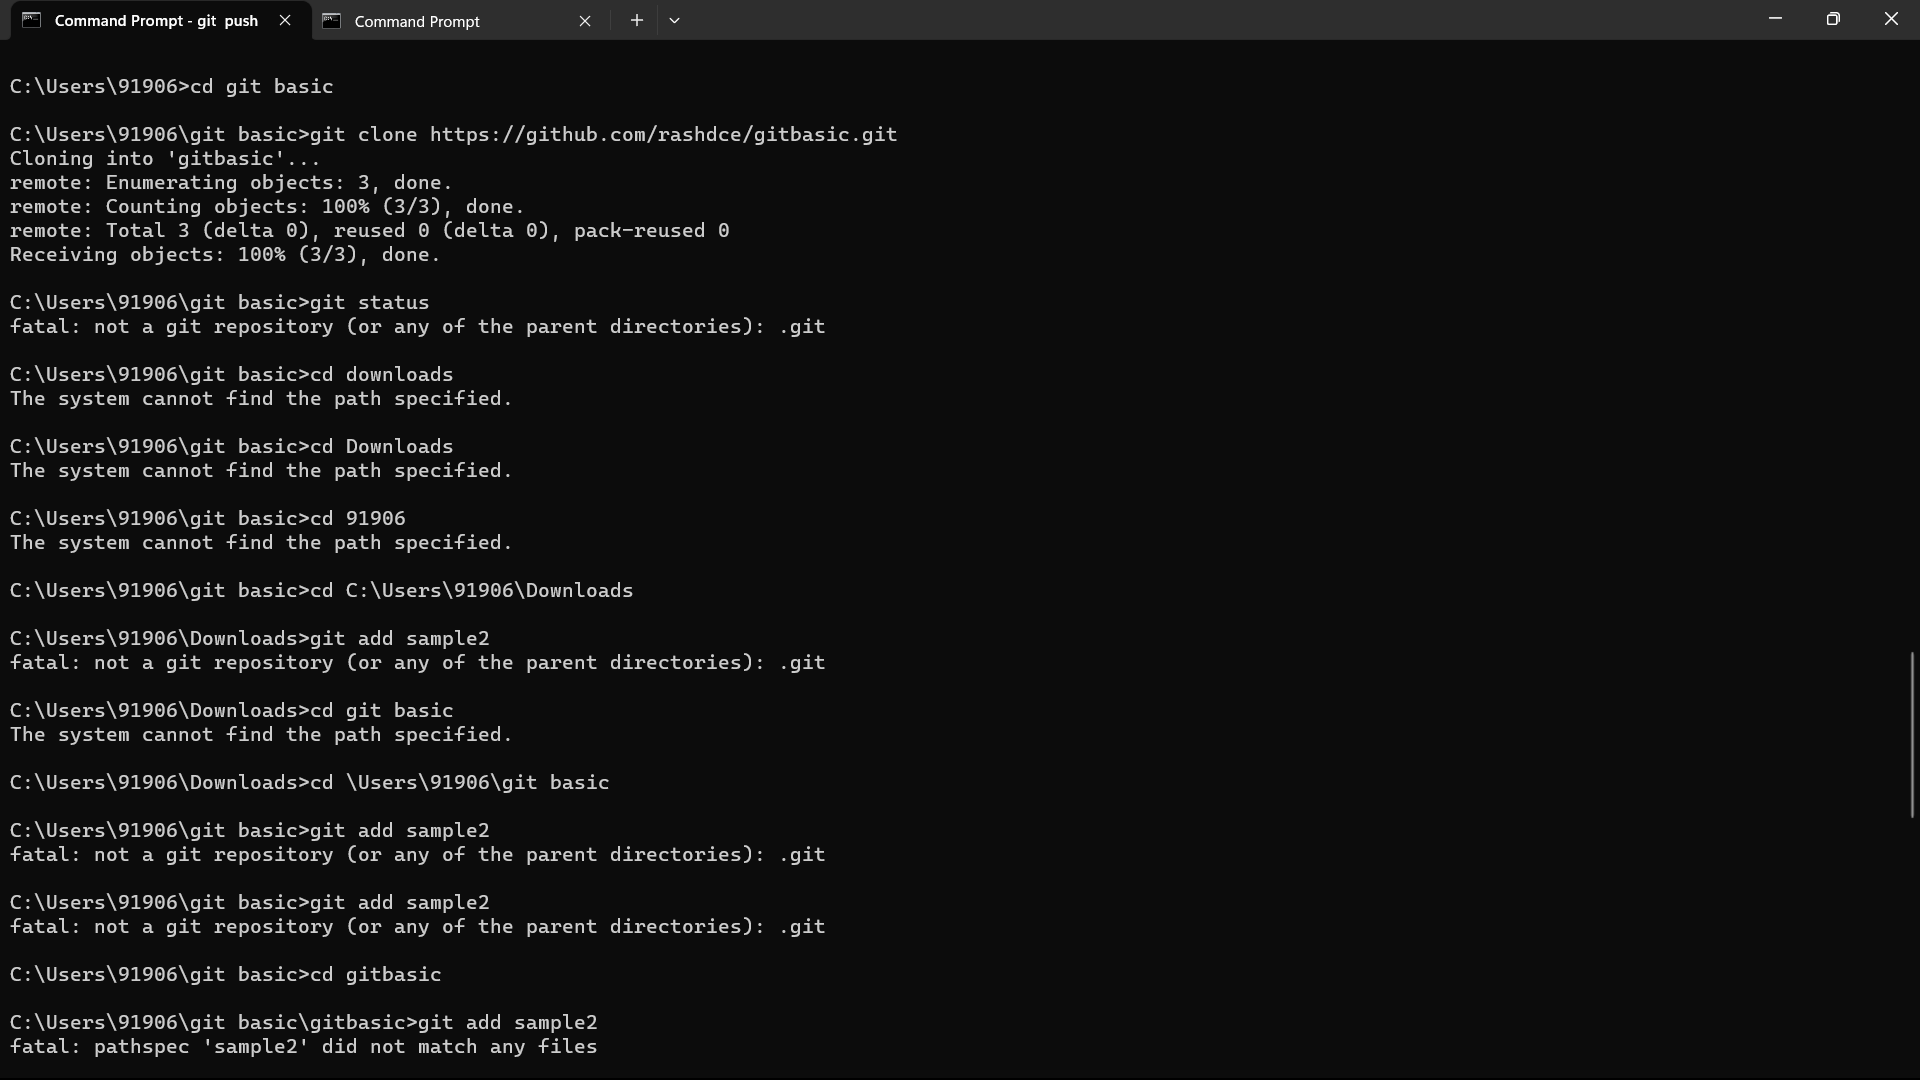 Command Prompt - git  push
Command Prompt
C:\Users\91906>cd git basic
C:\Users\91906\git basic>git clone https://github.com/rashdce/gitbasic.git
Cloning into 'gitbasic'...
remote: Enumerating objects: 3, done.
remote: Counting objects: 100% (3/3), done.
remote: Total 3 (delta 0), reused 0 (delta 0), pack-reused 0
Receiving objects: 100% (3/3), done.
C:\Users\91906\git basic>git status
fatal: not a git repository (or any of the parent directories): .git
C:\Users\91906\git basic>cd downloads
The system cannot find the path specified.
C:\Users\91906\git basic>cd Downloads
The system cannot find the path specified.
C:\Users\91906\git basic>cd 91906
The system cannot find the path specified.
C:\Users\91906\git basic>cd C:\Users\91906\Downloads
C:\Users\91906\Downloads>git add sample2
fatal: not a git repository (or any of the parent directories): .git
C:\Users\91906\Downloads>cd git basic
The system cannot find the path specified.
C:\Users\91906\Downloads>cd \Users\91906\git basic
C:\Users\91906\git basic>git add sample2
fatal: not a git repository (or any of the parent directories): .git
C:\Users\91906\git basic>git add sample2
fatal: not a git repository (or any of the parent directories): .git
C:\Users\91906\git basic>cd gitbasic
C:\Users\91906\git basic\gitbasic>git add sample2
fatal: pathspec 'sample2' did not match any files